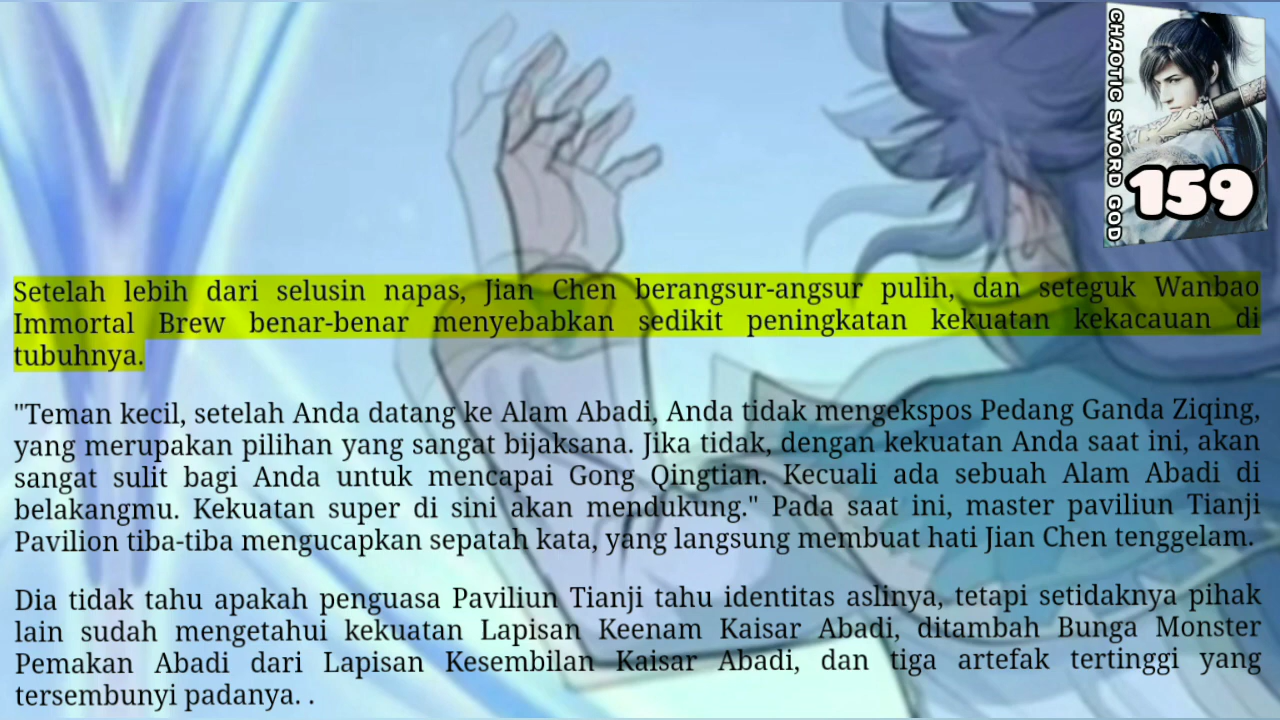 CHAOTIC SWORD GOD
159
Setelah lebih dari selusin napas, Jian Chen berangsur-angsur pulih, dan seteguk Wanbao
Immortal Brew benar-benar menyebabkan sedikit peningkatan kekuatan kekacauan di
tubuhnya.
"Teman kecil, setelah Anda datang ke Alam Abadi, Anda tidak mengekspos Pedang Ganda Ziqing,
yang merupakan pilihan yang sangat bijaksana. Jika tidak, dengan kekuatan Anda saat ini, akan
sangat sulit bagi Anda untuk mencapai Gong Qingtian. Kecuali ada sebuah Alam Abadi di
belakangmu. Kekuatan super di sini akan mendukung." Pada saat ini, master paviliun Tianji
Pavilion tiba-tiba mengucapkan sepatah kata, yang langsung membuat hati Jian Chen tenggelam.
Dia tidak tahu apakah penguasa Paviliun Tianji tahu identitas aslinya, tetapi setidaknya pihak
lain sudah mengetahui kekuatan Lapisan Keenam Kaisar Abadi, ditambah Bunga Monster
Pemakan Abadi dari Lapisan Kesembilan Kaisar Abadi, dan tiga artefak tertinggi yang
tersembunyi padanya. .